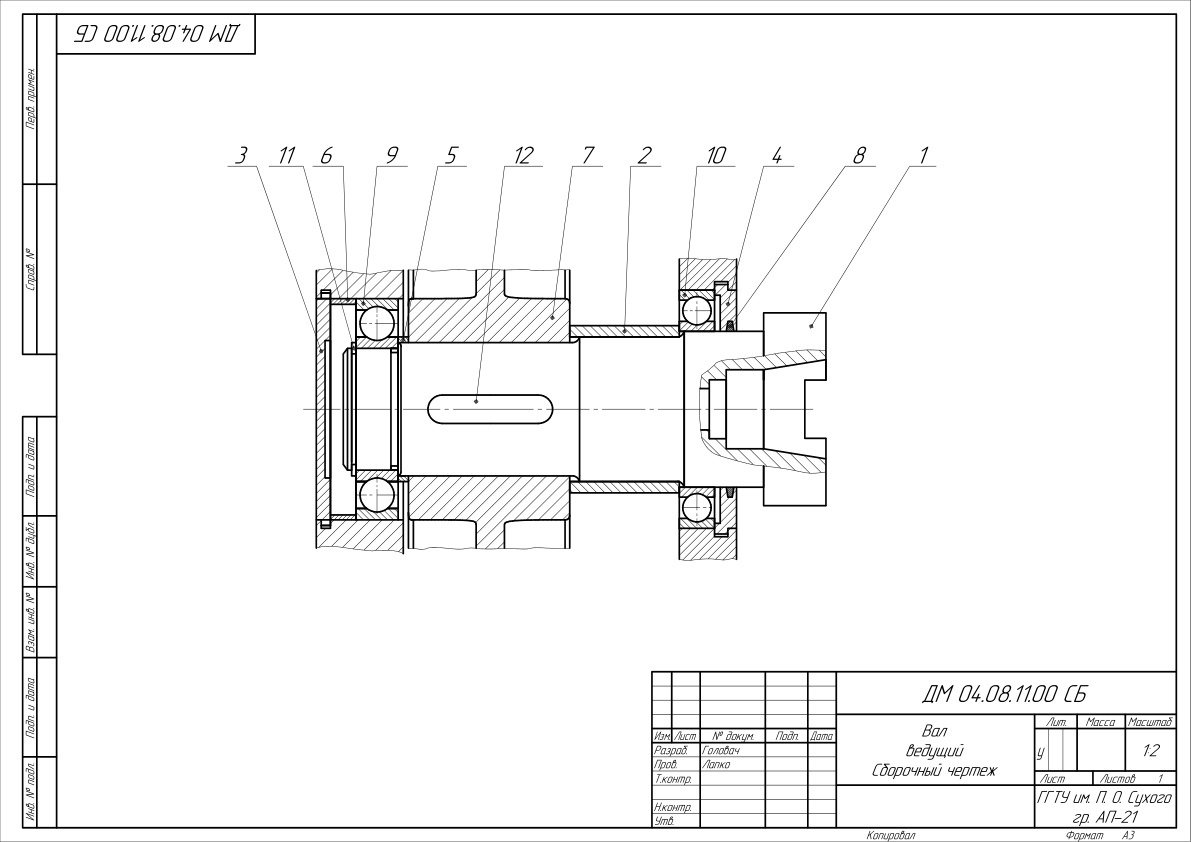 ДМ 04.08.11.00 СБ
Перв. примен.
Справ. №
Подп. и дата
Инв. № дубл.
Взам. инв. №
Подп. и дата
Инв. № подл.
3 11 6 9 5 12 7 2 10 4 8 1
ДМ 04.08.11.00 СБ
Изм. Лист № докум. Подп. Дата
Разраб. Головач
Пров. Лапко
Т.контр.
Н.контр.
Утв.
Вал
ведущий
Сборочный чертеж
Лит. Масса Масштаб
у 1:2
Лист Листов 1
ГГТУ им. П. О. Сухого
гр. АП-21
Копировал Формат А3